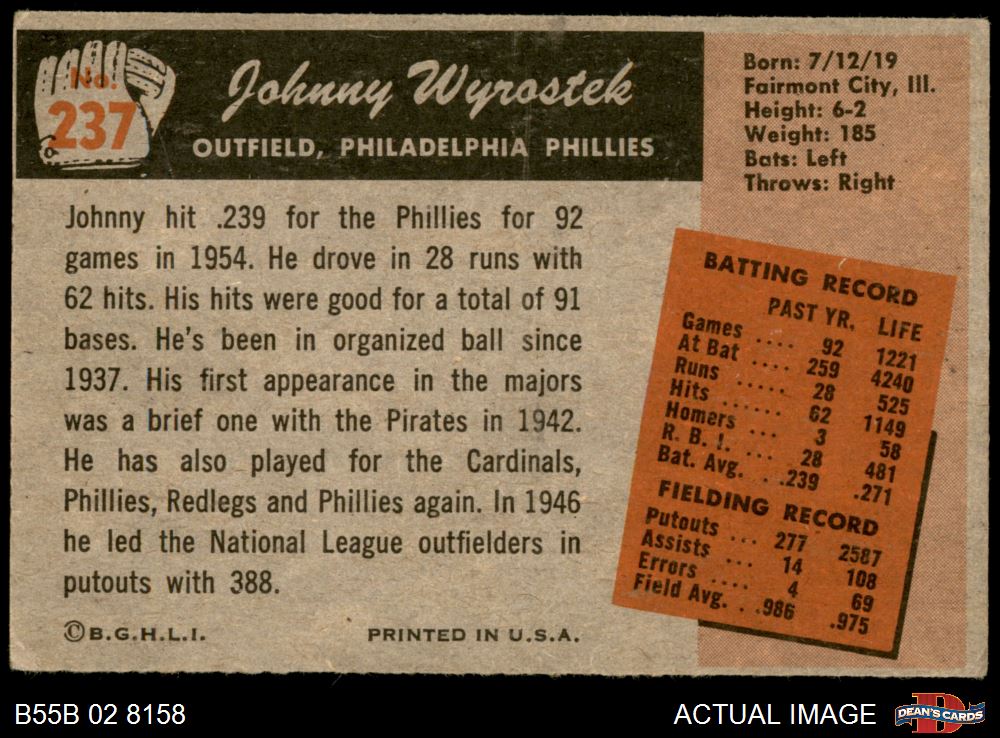 No.
237
Johnny Wyrostek
OUTFIELD, PHILADELPHIA PHILLIES
Johnny hit .239 for the Phillies for 92
games in 1954. He drove in 28 runs with
62 hits. His hits were good for a total of 91
bases. He's been in organized ball since
1937. His first appearance in the majors
was a brief one with the Pirates in 1942.
He has also played for the Cardinals,
Phillies, Redlegs and Phillies again. In 1946
he led the National League outfielders in
putouts with 388.
©B.G.H.L.I. PRINTED IN U.S.A.
Born: 7/12/19
Fairmont City, Ill.
Height: 6-2
Weight: 185
Bats: Left
Throws: Right
BATTING RECORD
PAST YR. LIFE
Games .... 92 1221
At Bat .... 259 4240
Runs ..... 28 525
Hits ...... 62 1149
Homers ... 3 58
R. B. I. ... 28 481
Bat. Avg. . .239 .271
FIELDING RECORD
Putouts ... 277 2587
Assists ... 14 108
Errors .... 4 69
Field Avg. . .986 .975
B55B 02 8158 ACTUAL IMAGE
D
DEAN'S CARDS